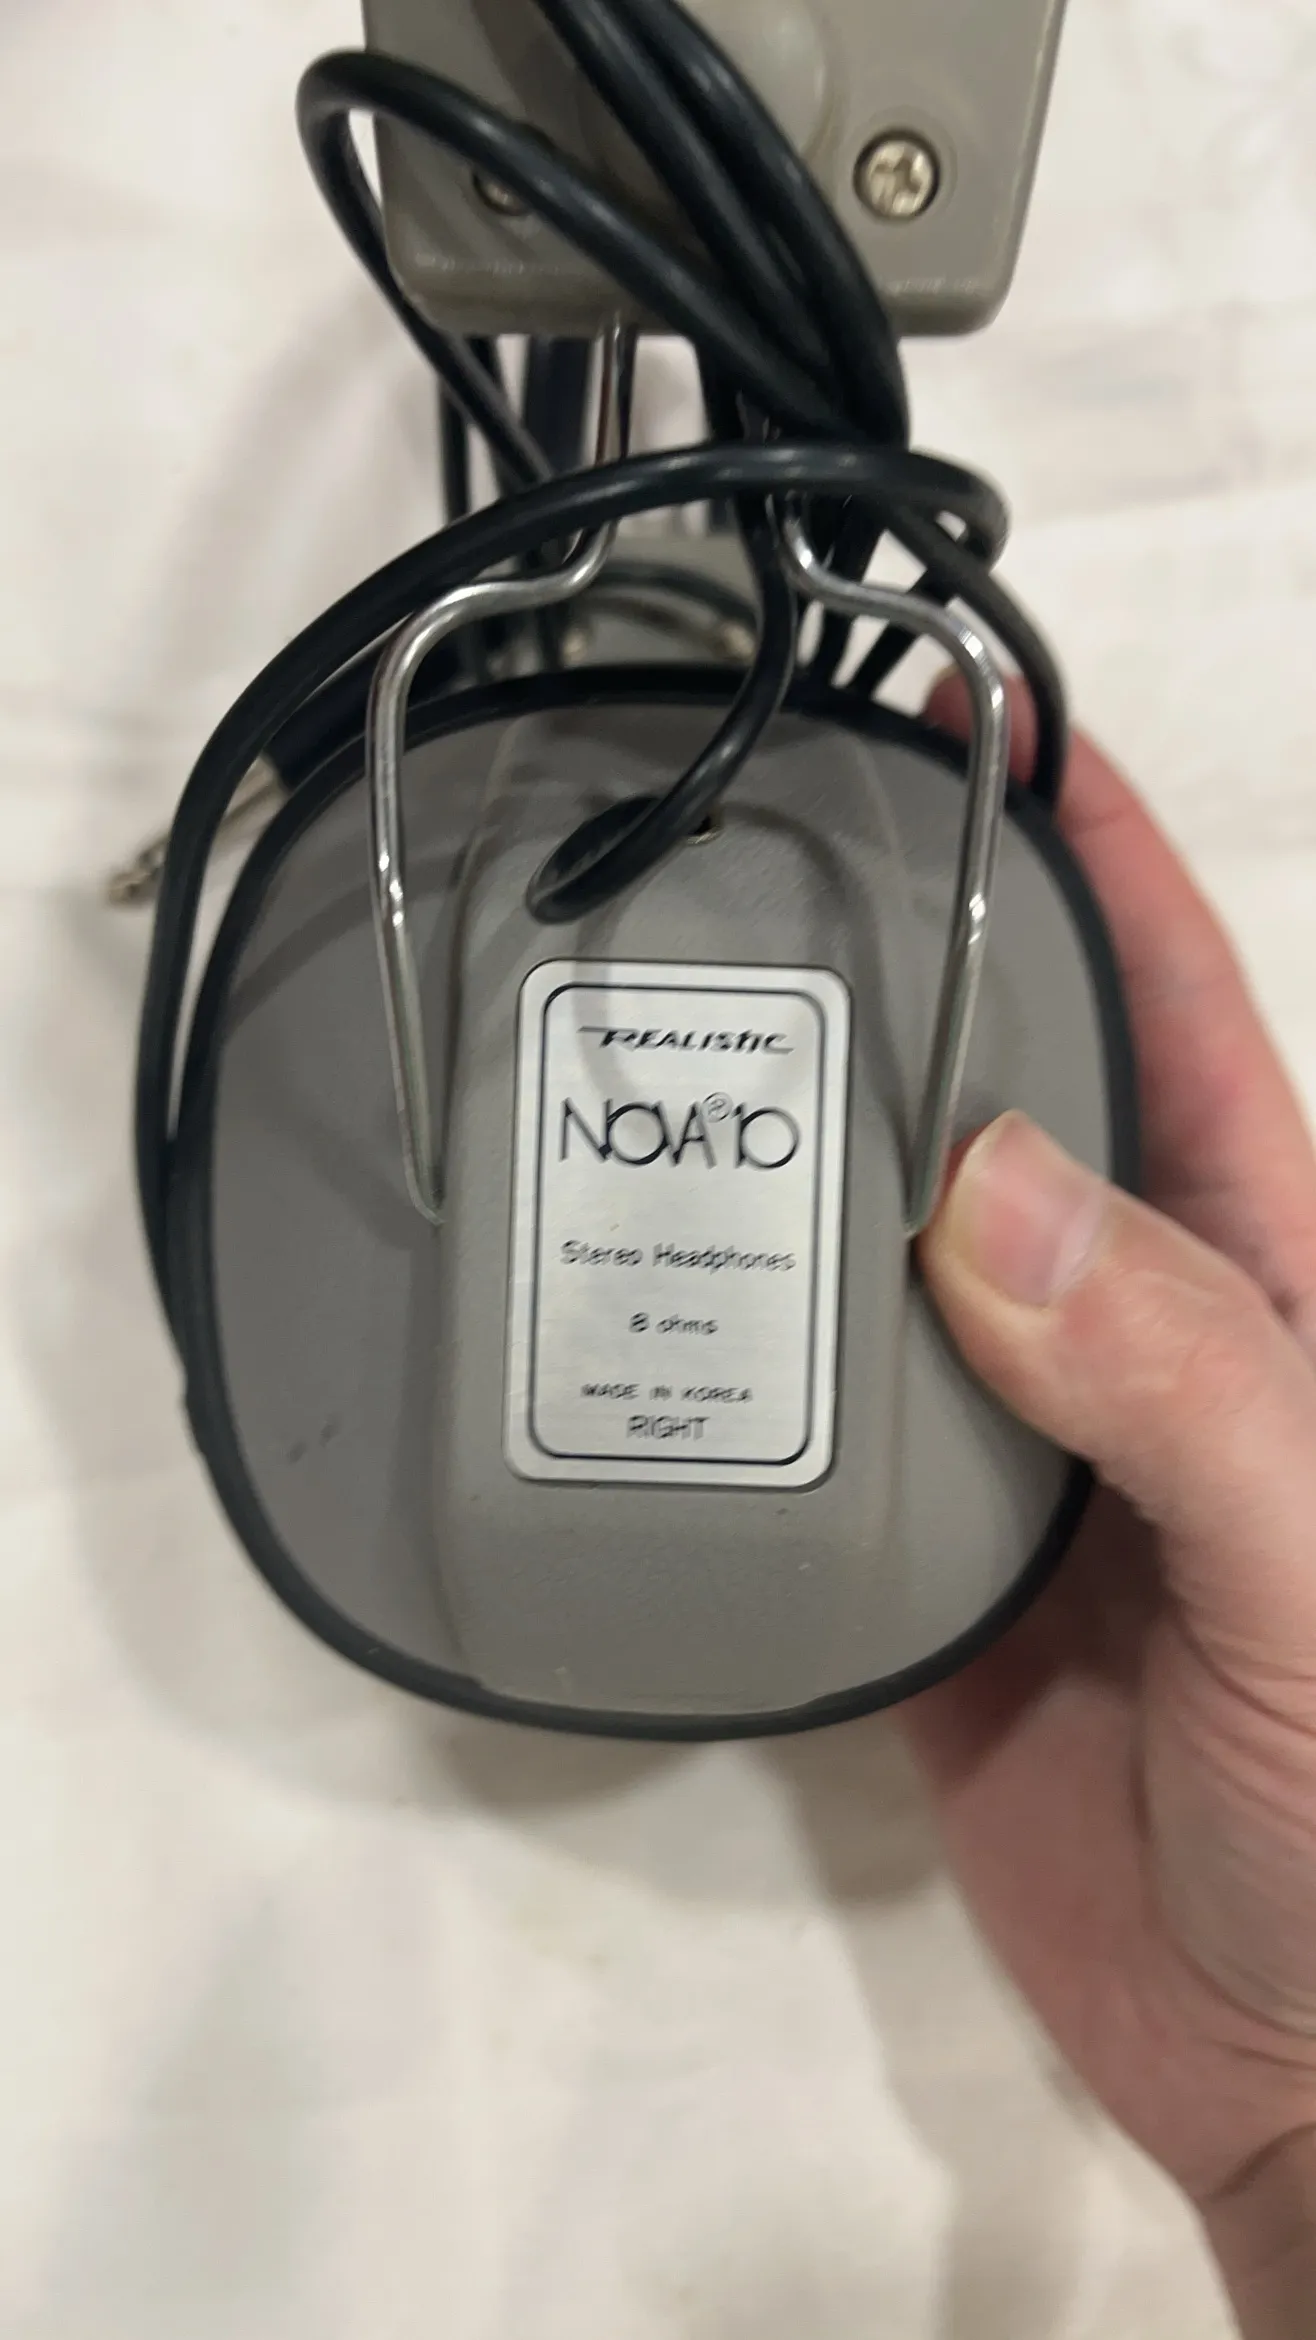 REALISTIC
NOVA®10
Stereo Headphones
8 ohms
MADE IN KOREA
RIGHT